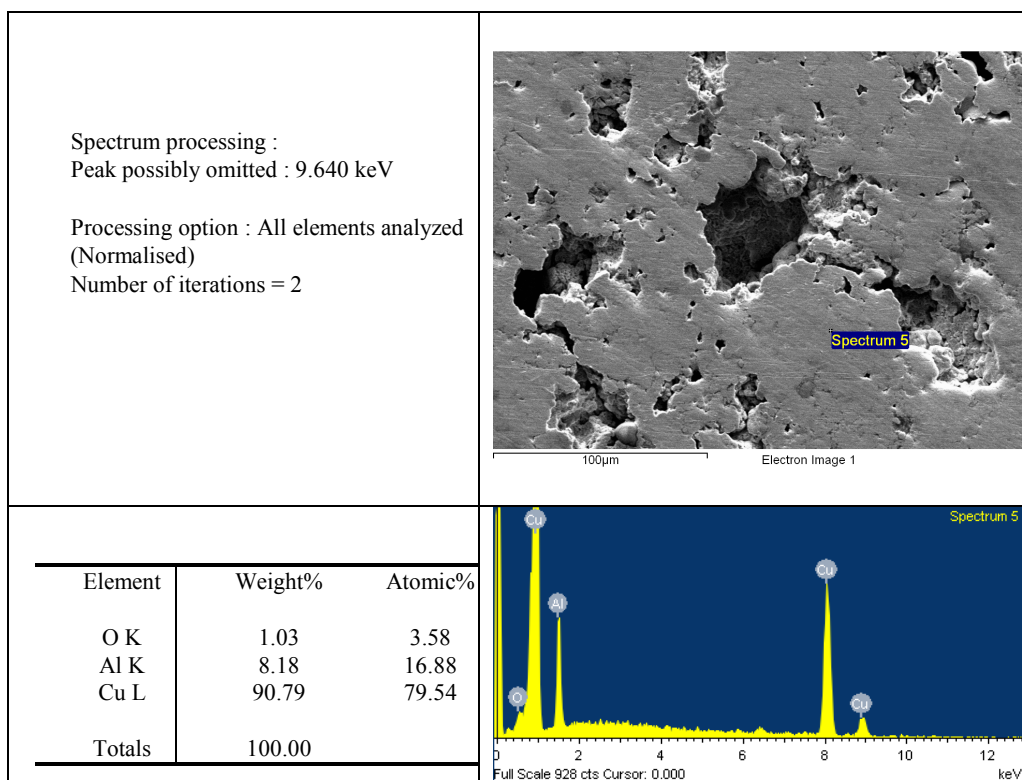 Spectrum processing :
Peak possibly omitted : 9.640 keV
Processing option : All elements analyzed
(Normalised)
Number of iterations = 2
Spectrum 5
100µm
Electron Image 1
Element Weight% Atomic%
O K 1.03 3.58
Al K 8.18 16.88
Cu L 90.79 79.54
Totals 100.00
Spectrum 5
Cu
Cu
Al
O
Cu
0 2 4 6 8 10 12
Full Scale 928 cts Cursor: 0.000 keV